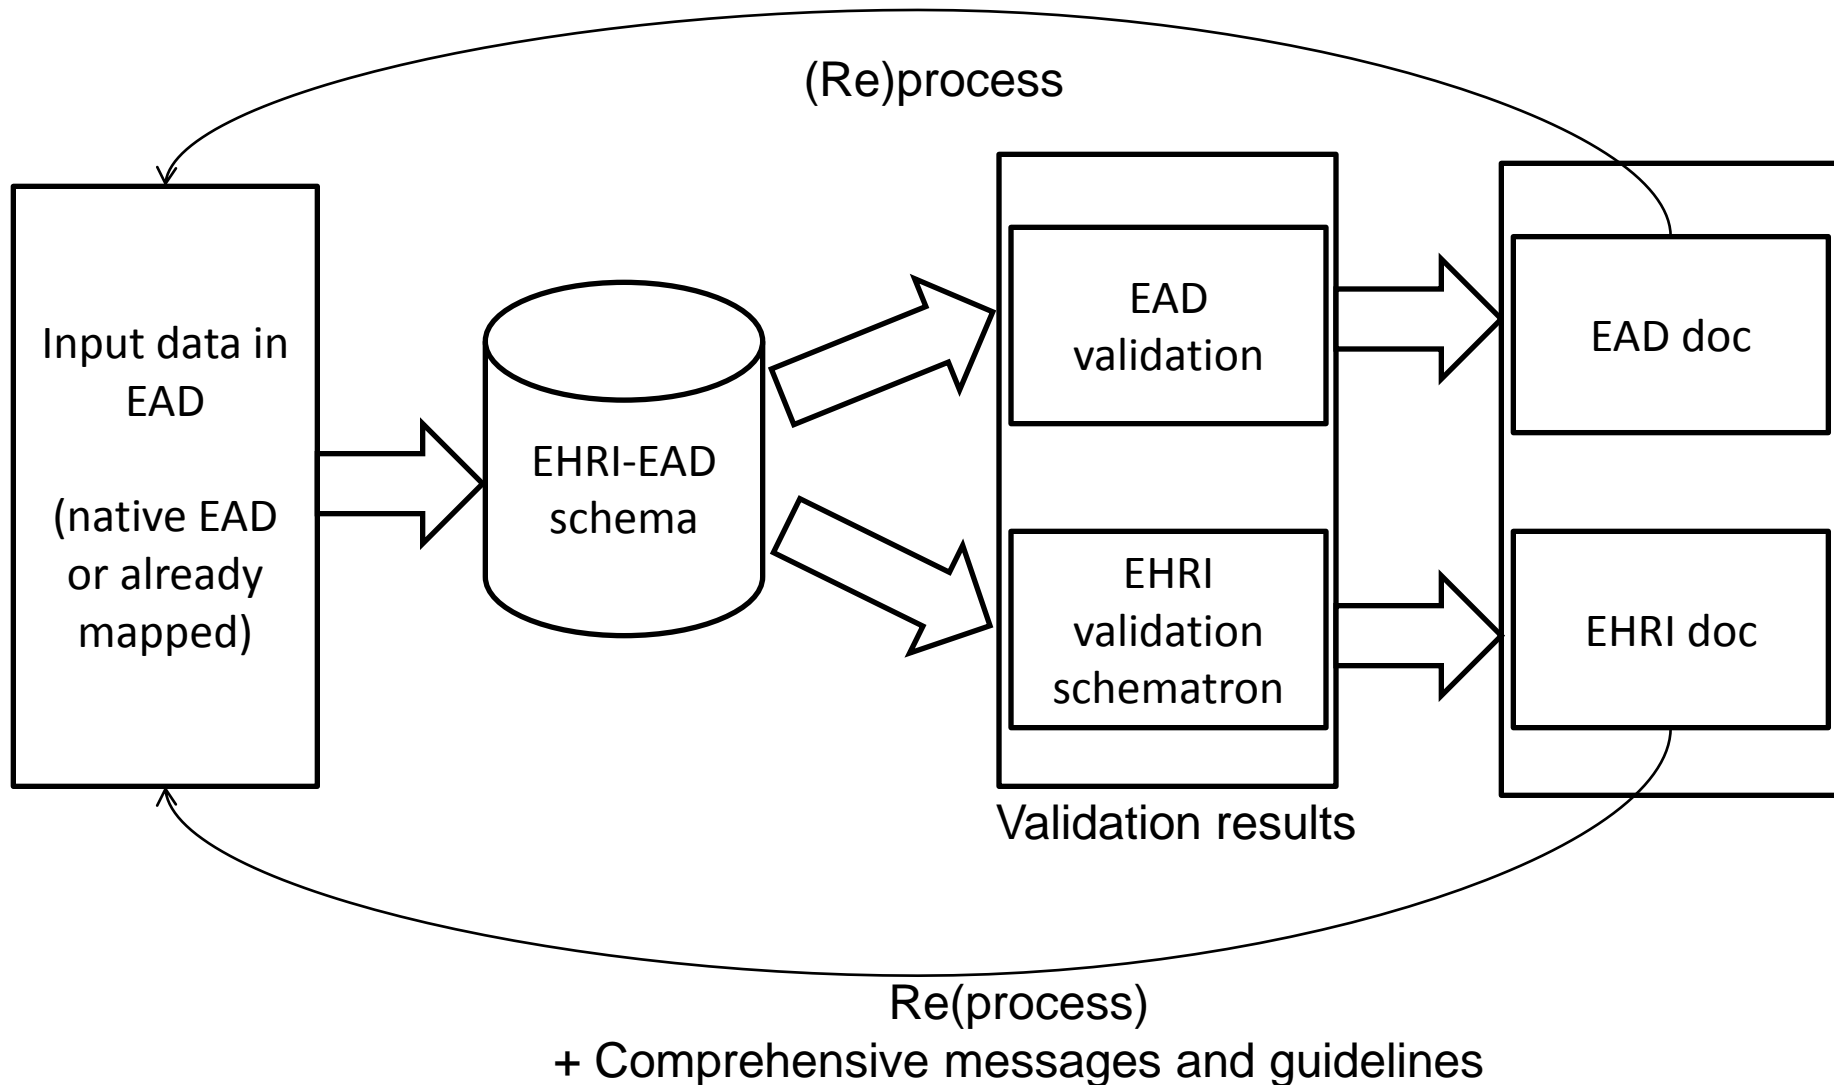 (Re)process
Input data in
EAD
(native EAD
or already
mapped)
EHRI-EAD
schema
EAD
validation
EHRI
validation
schematron
Validation results
EAD doc
EHRI doc
Re(process)
+ Comprehensive messages and guidelines